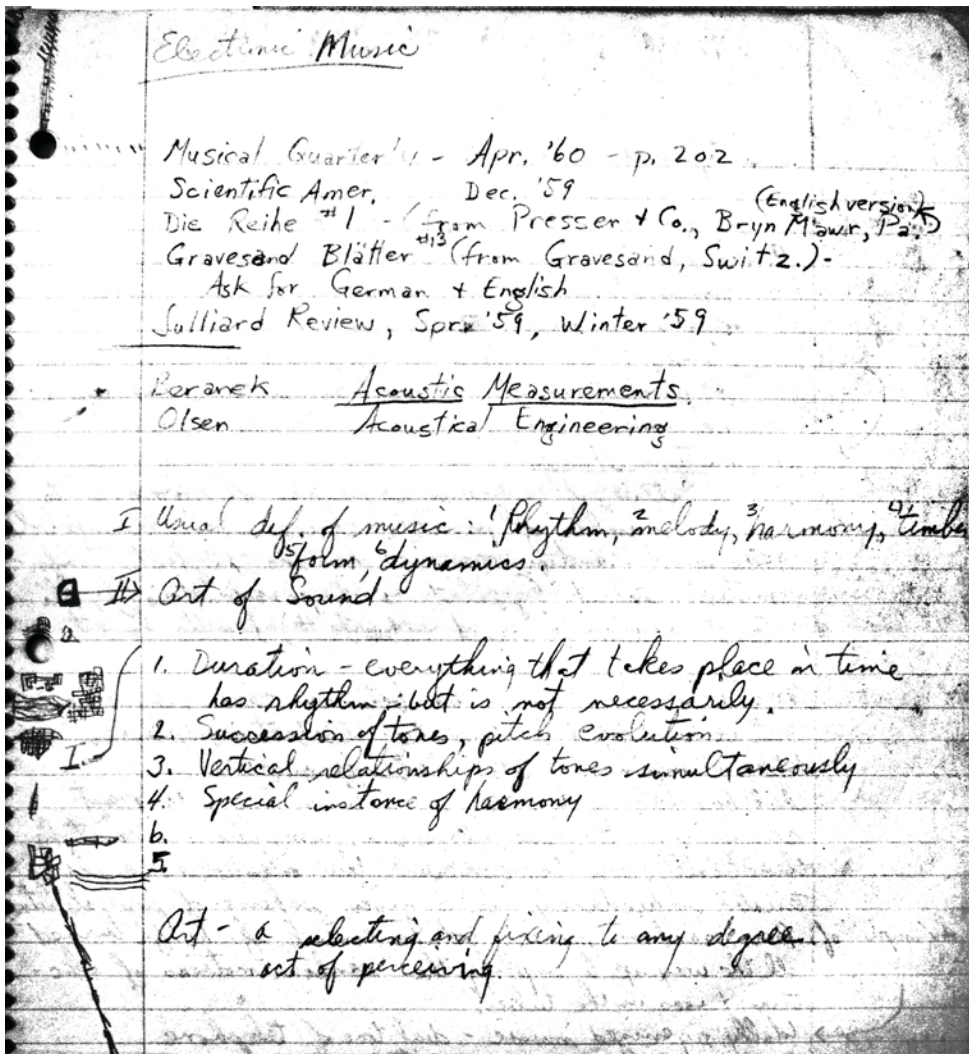 Electronic Music
Musical Quarterly - Apr. '60 - p. 202
Scientific Amer. Dec. '59
(English version)
Die Reihe #1 - (from Presser & Co., Bryn Mawr, Pa.)
Gravesand Blätter #13 (from Gravesand, Switz.) -
Ask for German & English
Julliard Review, Spr. '59, Winter '59
Beranek Acoustic Measurements
Olsen Acoustical Engineering
I Usual def. of music: 1 Rhythm, 2 melody, 3 harmony, 4 timbre
5 form, 6 dynamics.
II Art of Sound
1. Duration - everything that takes place in time
has rhythm - but is not necessarily.
2. Succession of tones, pitch evolution
I. 3. Vertical relationships of tones simultaneously
4. Special instance of harmony
6.
5.
Art - a selecting and fixing to any degree
act of perceiving